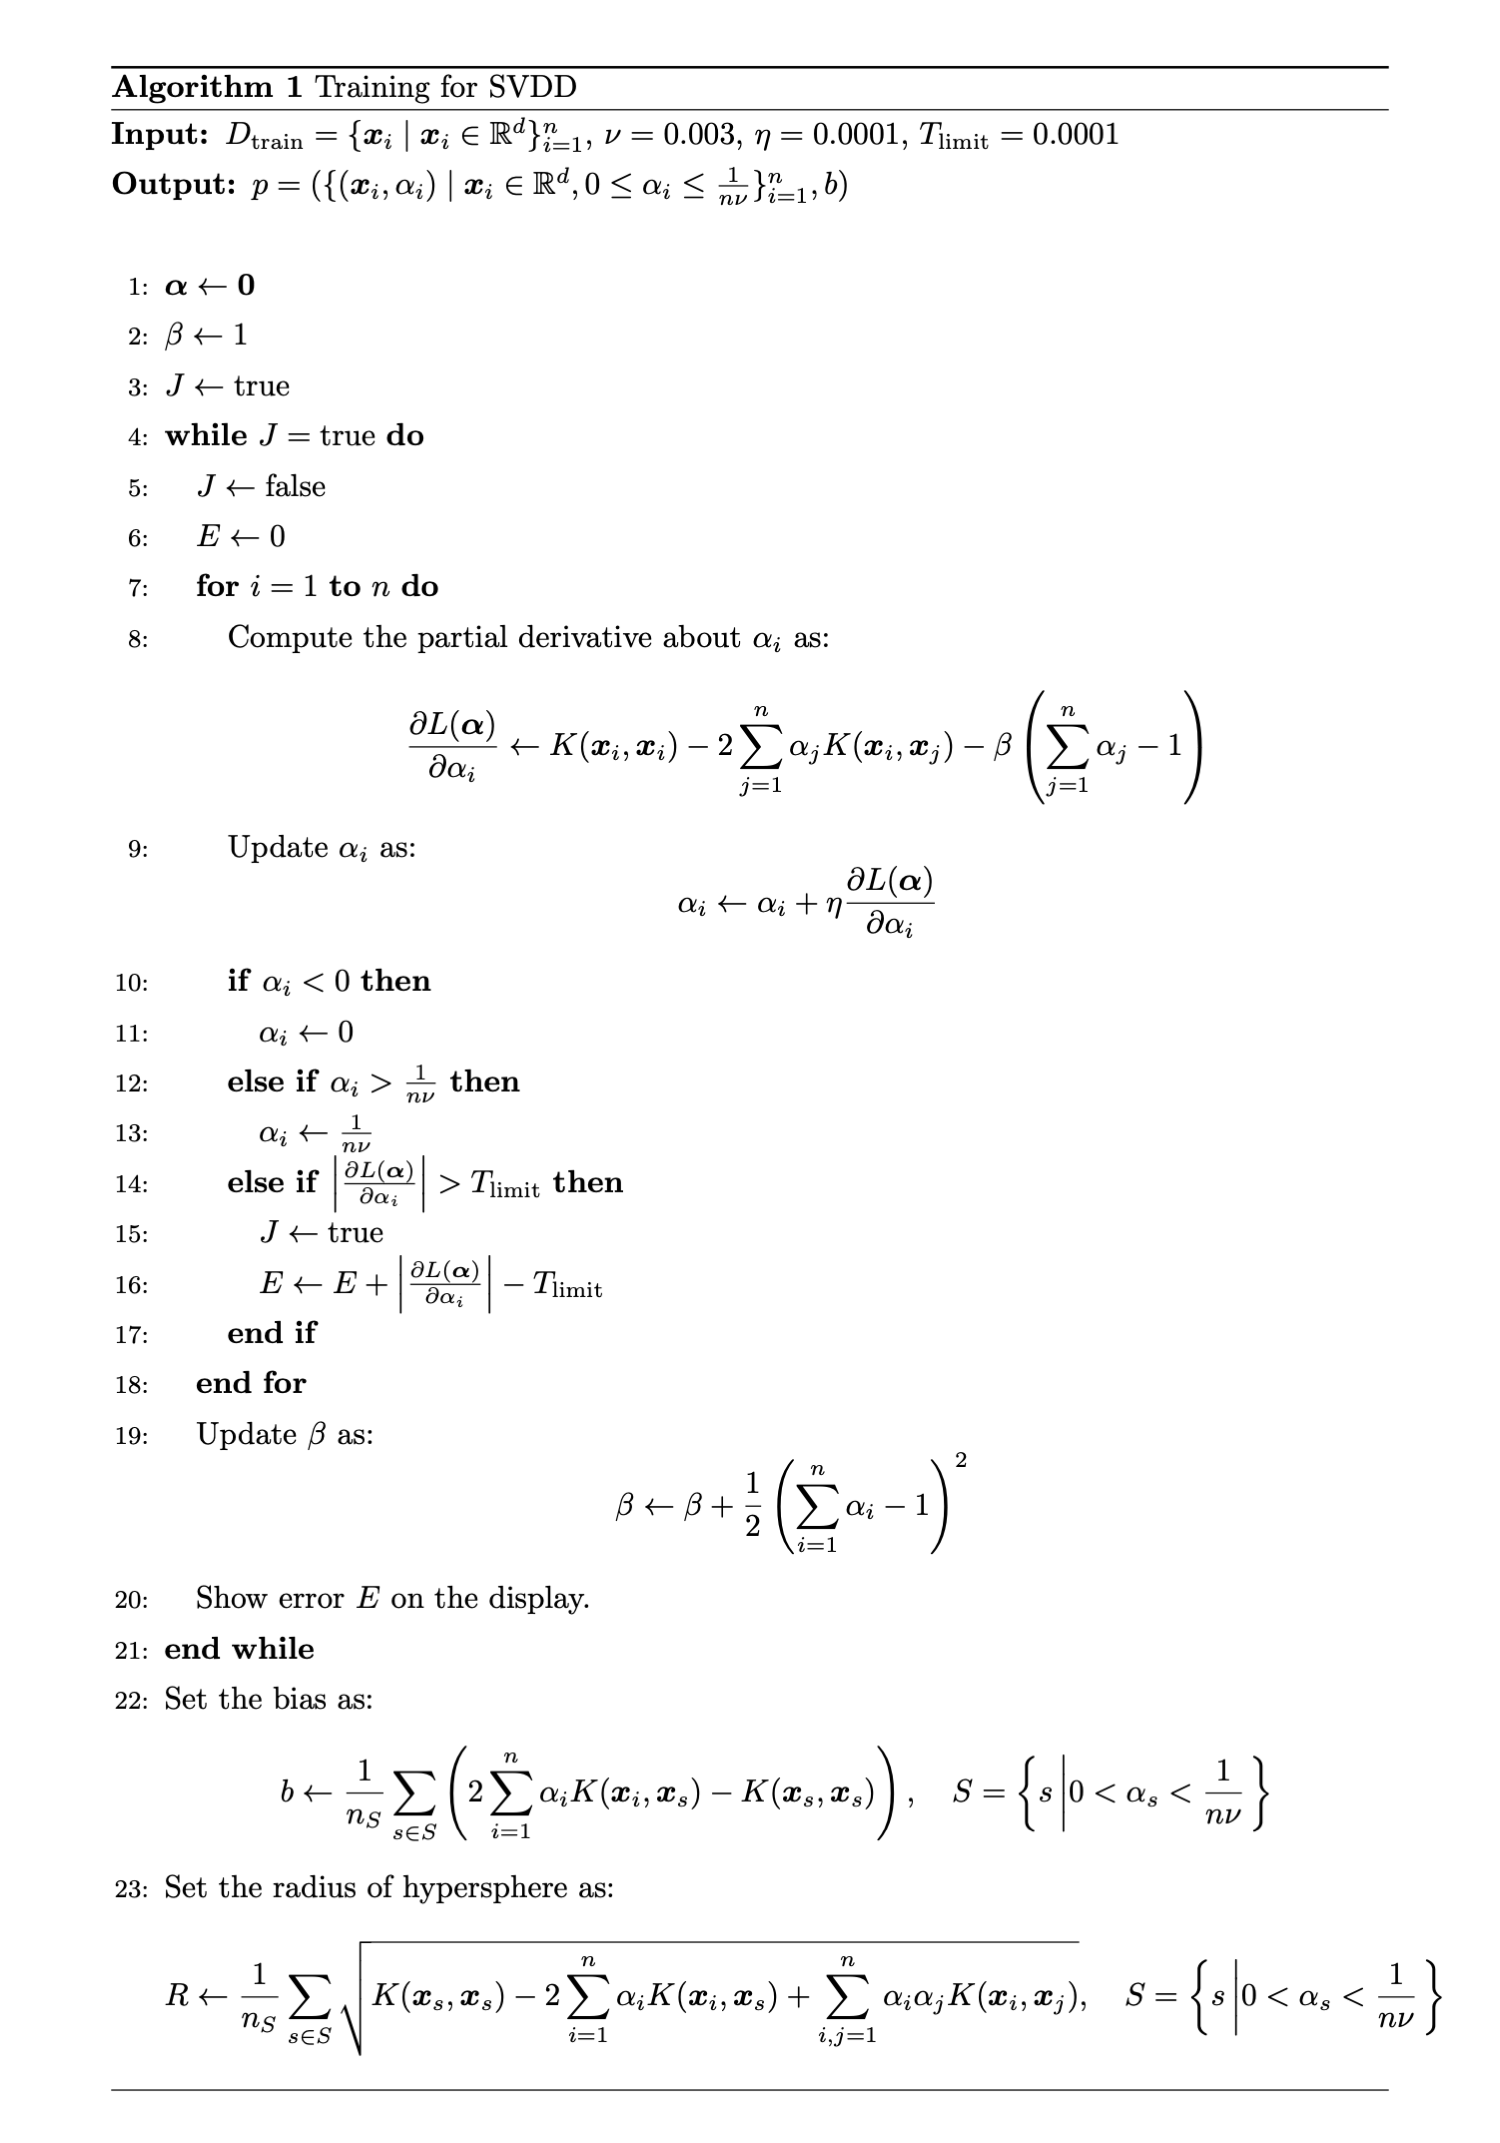 Algorithm 1 Training for SVDD
Input: $D_{\text{train}} = \{\boldsymbol{x}_i \mid \boldsymbol{x}_i \in \mathbb{R}^d\}_{i=1}^n$, $\nu = 0.003$, $\eta = 0.0001$, $T_{\text{limit}} = 0.0001$
Output: $p = (\{(\boldsymbol{x}_i, \alpha_i) \mid \boldsymbol{x}_i \in \mathbb{R}^d, 0 \leq \alpha_i \leq \frac{1}{n\nu}\}_{i=1}^n, b)$
1: $\boldsymbol{\alpha} \leftarrow \boldsymbol{0}$
2: $\beta \leftarrow 1$
3: $J \leftarrow$ true
4: while $J =$ true do
5: $J \leftarrow$ false
6: $E \leftarrow 0$
7: for $i = 1$ to $n$ do
8: Compute the partial derivative about $\alpha_i$ as:
$\frac{\partial L(\boldsymbol{\alpha})}{\partial \alpha_i} \leftarrow K(\boldsymbol{x}_i, \boldsymbol{x}_i) - 2 \sum_{j=1}^n \alpha_j K(\boldsymbol{x}_i, \boldsymbol{x}_j) - \beta \left( \sum_{j=1}^n \alpha_j - 1 \right)$
9: Update $\alpha_i$ as:
$\alpha_i \leftarrow \alpha_i + \eta \frac{\partial L(\boldsymbol{\alpha})}{\partial \alpha_i}$
10: if $\alpha_i < 0$ then
11: $\alpha_i \leftarrow 0$
12: else if $\alpha_i > \frac{1}{n\nu}$ then
13: $\alpha_i \leftarrow \frac{1}{n\nu}$
14: else if $\left| \frac{\partial L(\boldsymbol{\alpha})}{\partial \alpha_i} \right| > T_{\text{limit}}$ then
15: $J \leftarrow$ true
16: $E \leftarrow E + \left| \frac{\partial L(\boldsymbol{\alpha})}{\partial \alpha_i} \right| - T_{\text{limit}}$
17: end if
18: end for
19: Update $\beta$ as:
$\beta \leftarrow \beta + \frac{1}{2} \left( \sum_{i=1}^n \alpha_i - 1 \right)^2$
20: Show error $E$ on the display.
21: end while
22: Set the bias as:
$b \leftarrow \frac{1}{n_S} \sum_{s \in S} \left( 2 \sum_{i=1}^n \alpha_i K(\boldsymbol{x}_i, \boldsymbol{x}_s) - K(\boldsymbol{x}_s, \boldsymbol{x}_s) \right), \quad S = \left\{ s \middle| 0 < \alpha_s < \frac{1}{n\nu} \right\}$
23: Set the radius of hypersphere as:
$R \leftarrow \frac{1}{n_S} \sum_{s \in S} \sqrt{K(\boldsymbol{x}_s, \boldsymbol{x}_s) - 2 \sum_{i=1}^n \alpha_i K(\boldsymbol{x}_i, \boldsymbol{x}_s) + \sum_{i,j=1}^n \alpha_i \alpha_j K(\boldsymbol{x}_i, \boldsymbol{x}_j)}, \quad S = \left\{ s \middle| 0 < \alpha_s < \frac{1}{n\nu} \right\}$